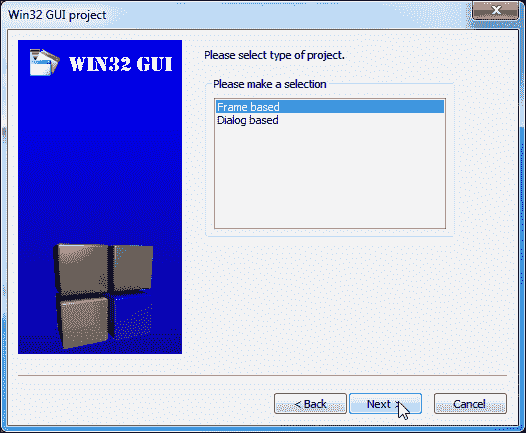 Win32 GUI project
WIN32 GUI
Please select type of project.
Please make a selection
Frame based
Dialog based
< Back
Next >
Cancel